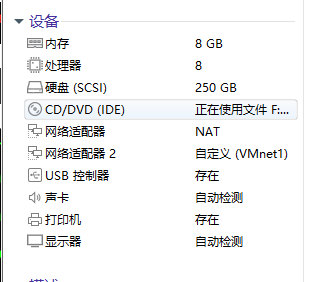 设备
内存 8 GB
处理器 8
硬盘 (SCSI) 250 GB
CD/DVD (IDE) 正在使用文件 F:...
网络适配器 NAT
网络适配器 2 自定义 (VMnet1)
USB 控制器 存在
声卡 自动检测
打印机 存在
显示器 自动检测